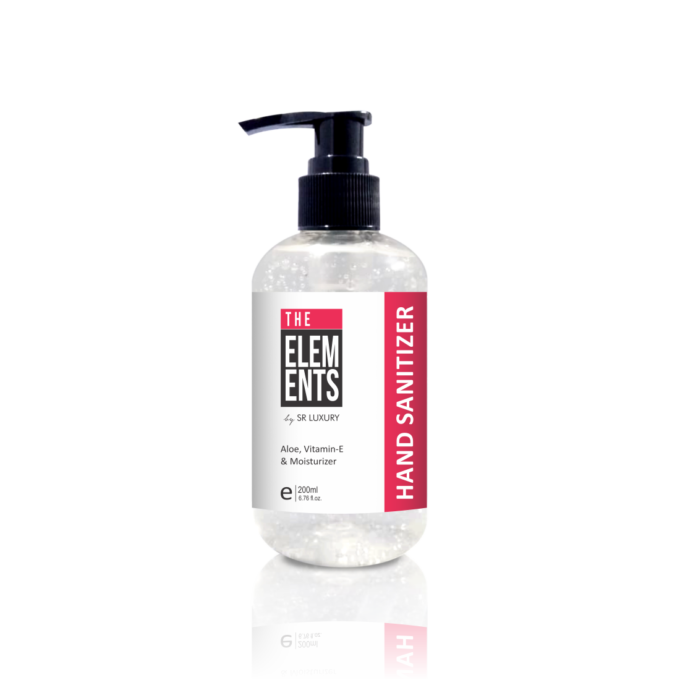 THE
ELEM
ENTS
by SR LUXURY
Aloe, Vitamin-E
& Moisturizer
e 200ml
6.76 fl oz.
HAND SANITIZER